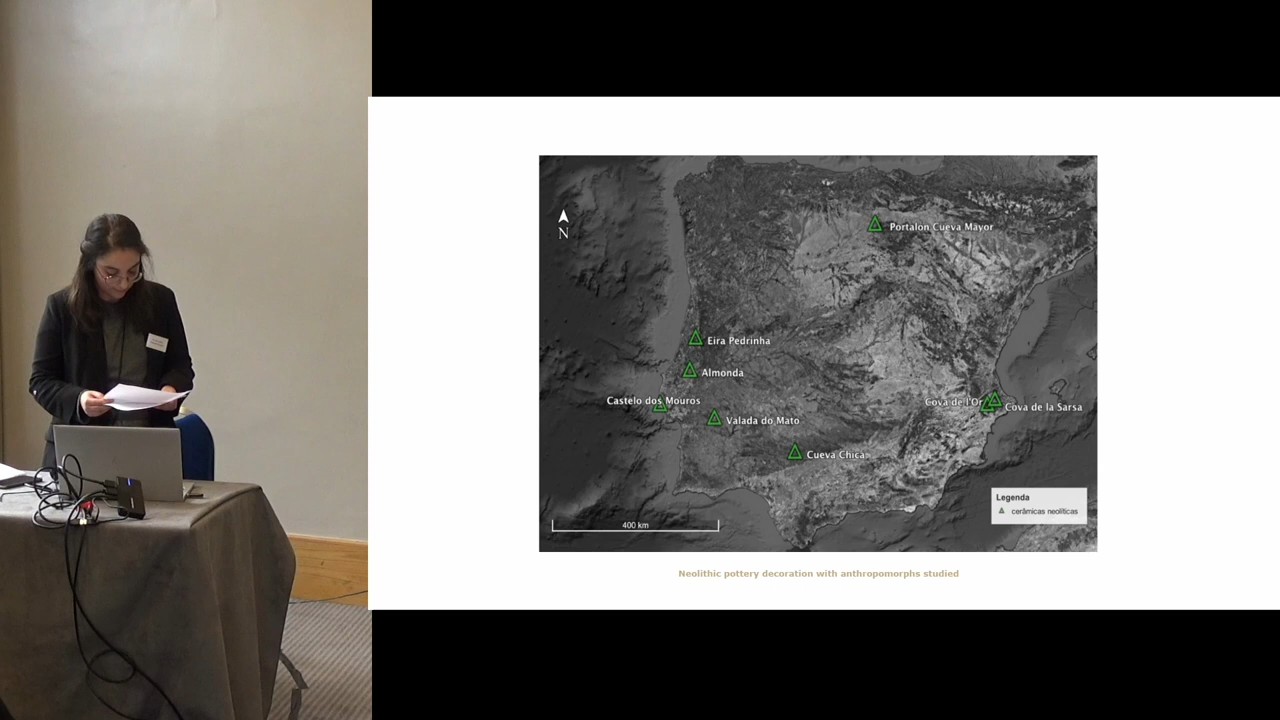 N
Portalon Cueva Mayor
Eira Pedrinha
Almonda
Castelo dos Mouros
Cova de l'Or
Cova de la Sarsa
Valada do Mato
Cueva Chica
Legenda
cerâmicas neolíticas
400 km
Neolithic pottery decoration with anthropomorphs studied